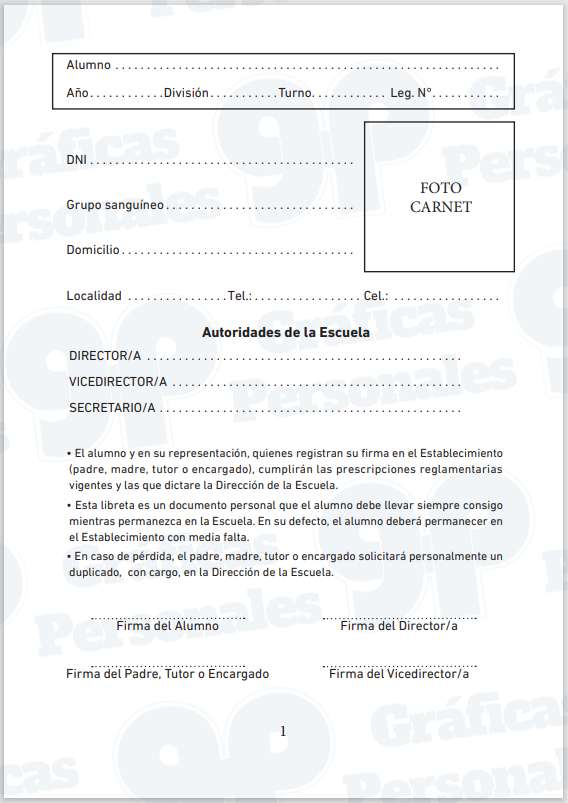 Alumno
Año............División...........Turno............ Leg. N°...........
DNI
FOTO
CARNET
Grupo sanguíneo
Domicilio
Localidad ................Tel.: ................. Cel.: .................
Autoridades de la Escuela
DIRECTOR/A
VICEDIRECTOR/A
SECRETARIO/A
• El alumno y en su representación, quienes registran su firma en el Establecimiento
(padre, madre, tutor o encargado), cumplirán las prescripciones reglamentarias
vigentes y las que dictare la Dirección de la Escuela.
• Esta libreta es un documento personal que el alumno debe llevar siempre consigo
mientras permanezca en la Escuela. En su defecto, el alumno deberá permanecer en
el Establecimiento con media falta.
• En caso de pérdida, el padre, madre, tutor o encargado solicitará personalmente un
duplicado, con cargo, en la Dirección de la Escuela.
Firma del Alumno Firma del Director/a
Firma del Padre, Tutor o Encargado Firma del Vicedirector/a
1
gp Gráficas
Personales